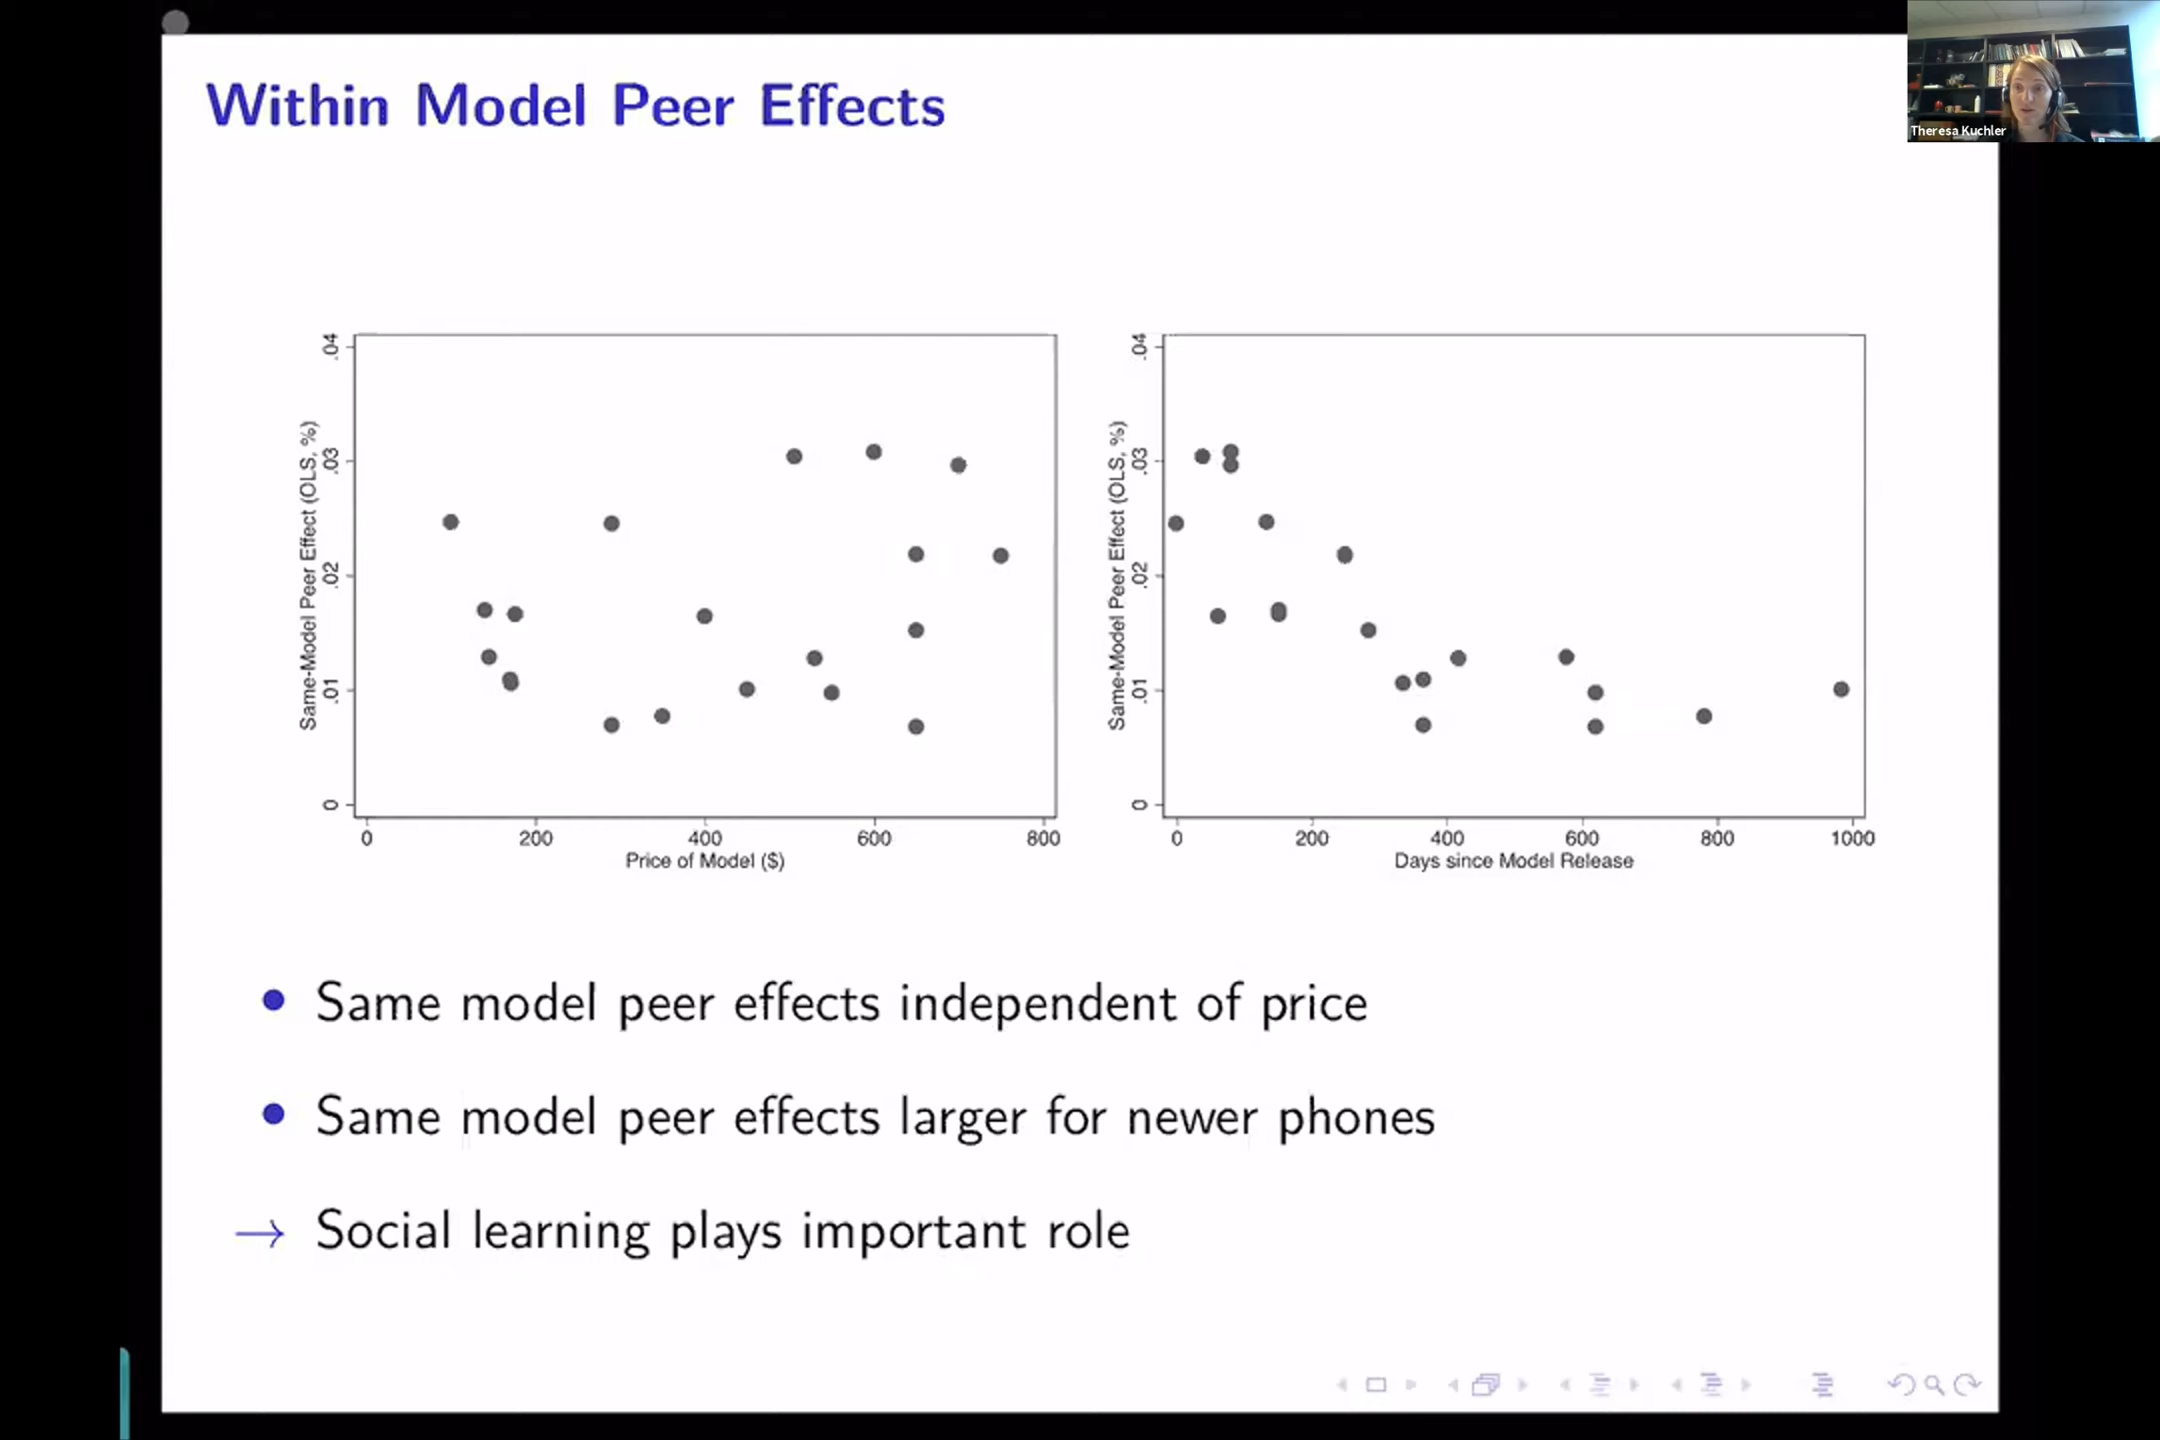 Within Model Peer Effects
Theresa Kuchler
Same-Model Peer Effect (OLS, %)
.04
.03
.02
.01
0
0 200 400 600 800
Price of Model ($)
Same-Model Peer Effect (OLS, %)
.04
.03
.02
.01
0
0 200 400 600 800 1000
Days since Model Release
Same model peer effects independent of price
Same model peer effects larger for newer phones
→ Social learning plays important role